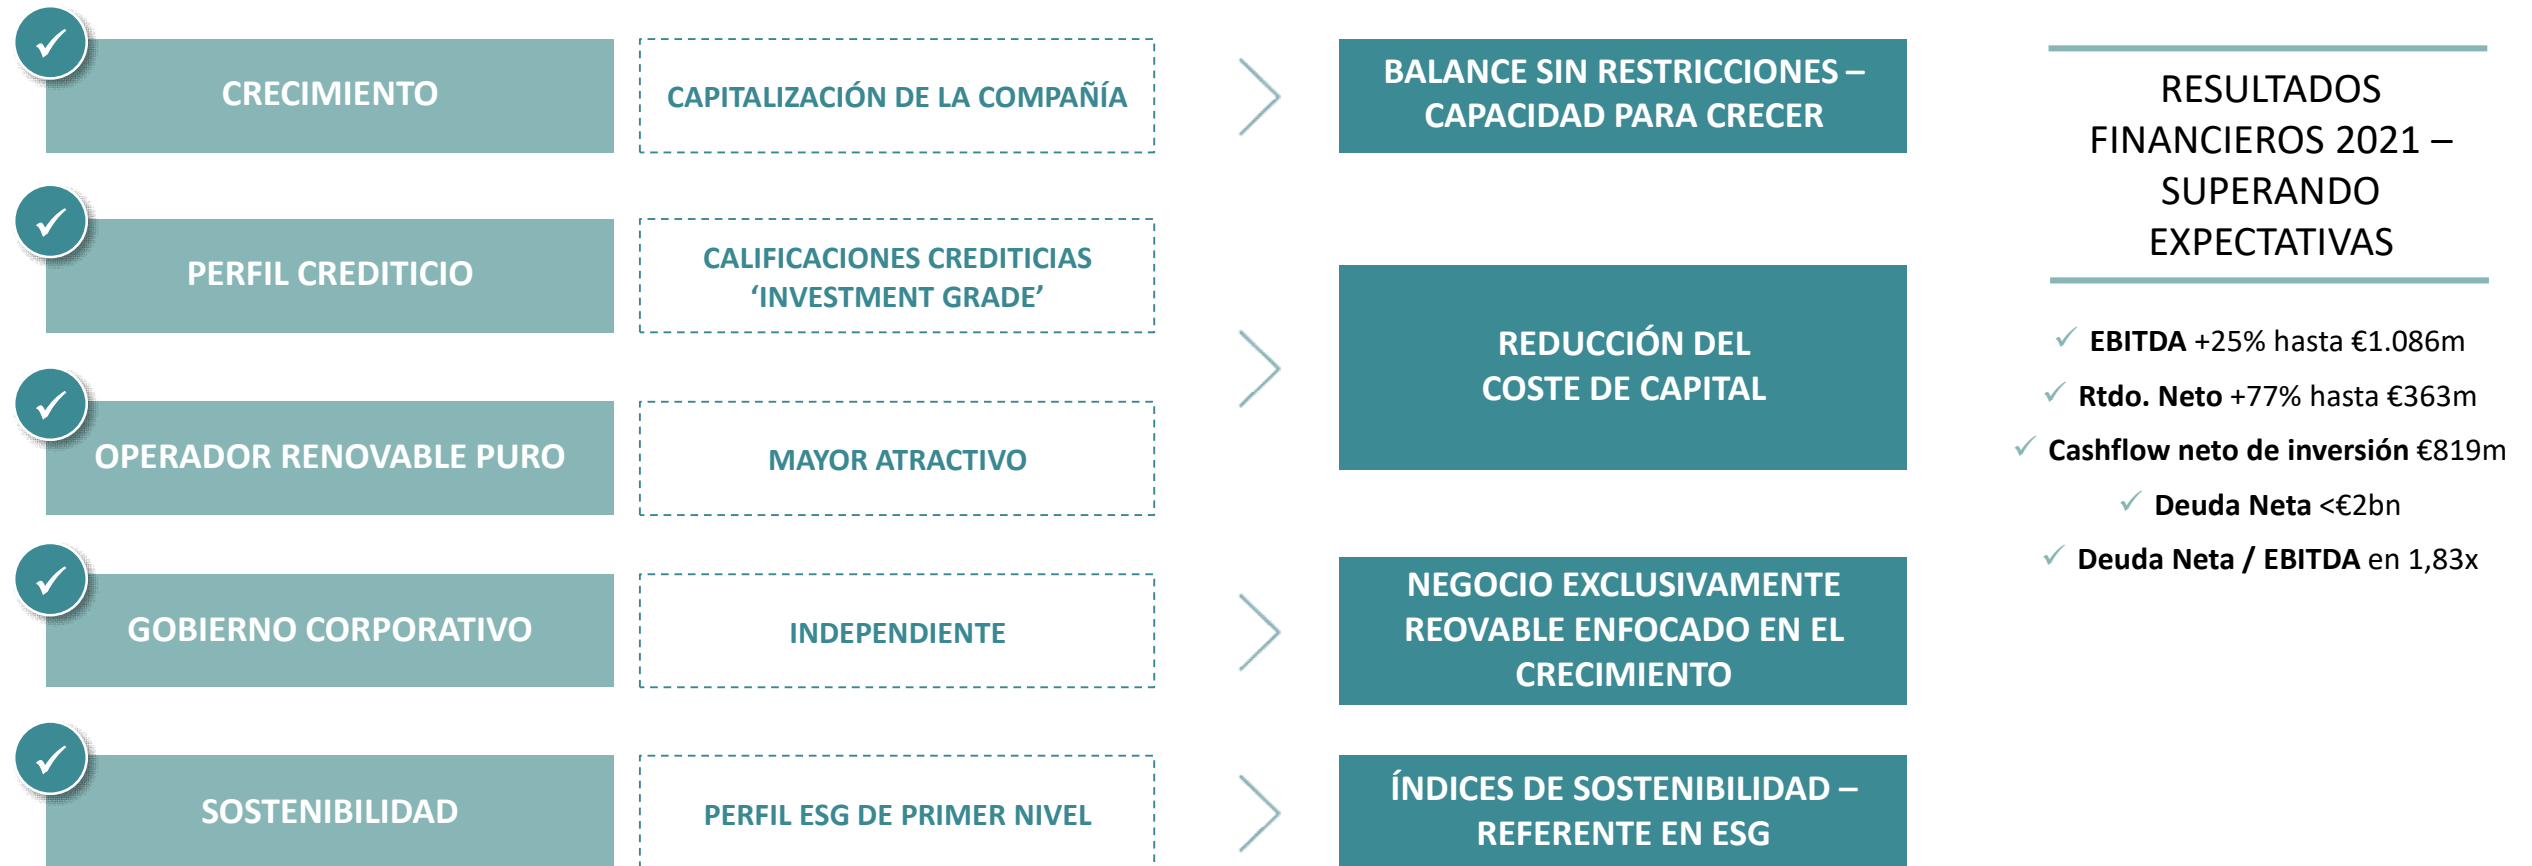 CRECIMIENTO
CAPITALIZACIÓN DE LA COMPAÑÍA
BALANCE SIN RESTRICCIONES –
CAPACIDAD PARA CRECER
PERFIL CREDITICIO
CALIFICACIONES CREDITICIAS
‘INVESTMENT GRADE’
REDUCCIÓN DEL
COSTE DE CAPITAL
OPERADOR RENOVABLE PURO
MAYOR ATRACTIVO
GOBIERNO CORPORATIVO
INDEPENDIENTE
NEGOCIO EXCLUSIVAMENTE
REOVABLE ENFOCADO EN EL
CRECIMIENTO
SOSTENIBILIDAD
PERFIL ESG DE PRIMER NIVEL
ÍNDICES DE SOSTENIBILIDAD –
REFERENTE EN ESG
RESULTADOS
FINANCIEROS 2021 –
SUPERANDO
EXPECTATIVAS
✓ EBITDA +25% hasta €1.086m
✓ Rtdo. Neto +77% hasta €363m
✓ Cashflow neto de inversión €819m
✓ Deuda Neta <€2bn
✓ Deuda Neta / EBITDA en 1,83x